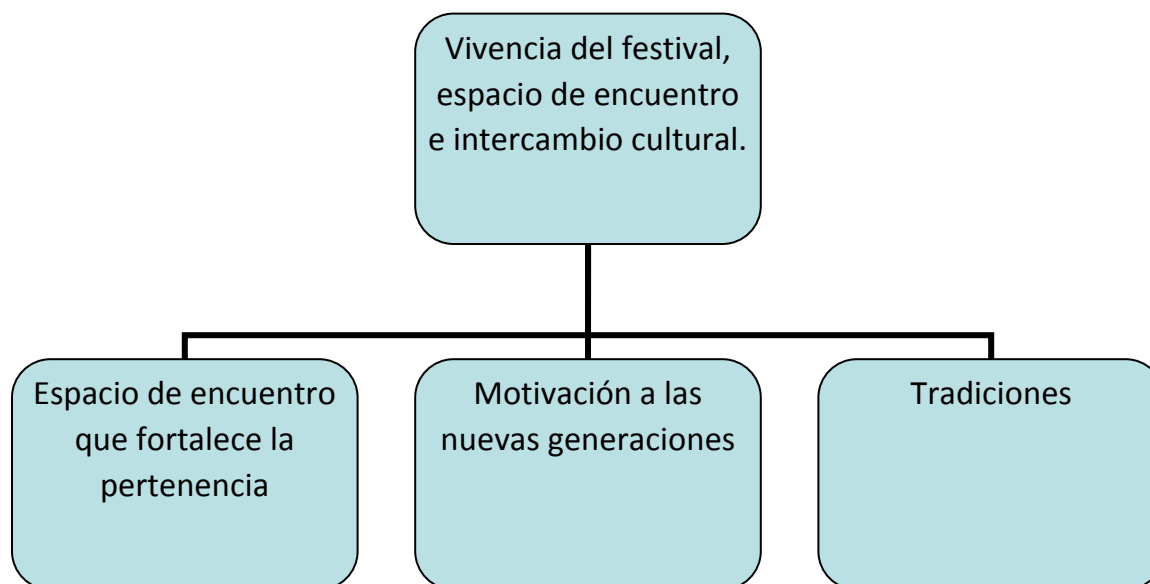 Vivencia del festival,
espacio de encuentro
e intercambio cultural.
Espacio de encuentro
que fortalece la
pertenencia
Motivación a las
nuevas generaciones
Tradiciones